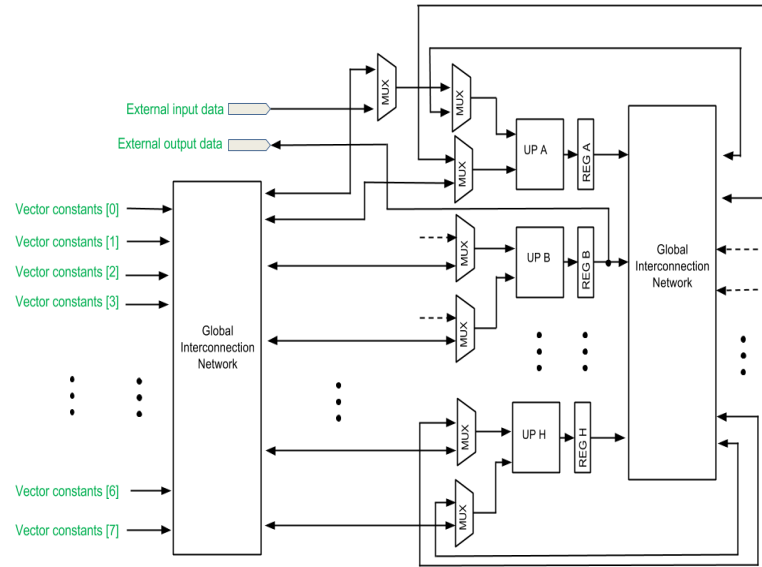 External input data
External output data
Vector constants [0]
Vector constants [1]
Vector constants [2]
Vector constants [3]
Vector constants [6]
Vector constants [7]
Global
Interconnection
Network
MUX
MUX
MUX
UP A
REG A
MUX
MUX
UP B
REG B
MUX
MUX
UP H
REG H
Global
Interconnection
Network